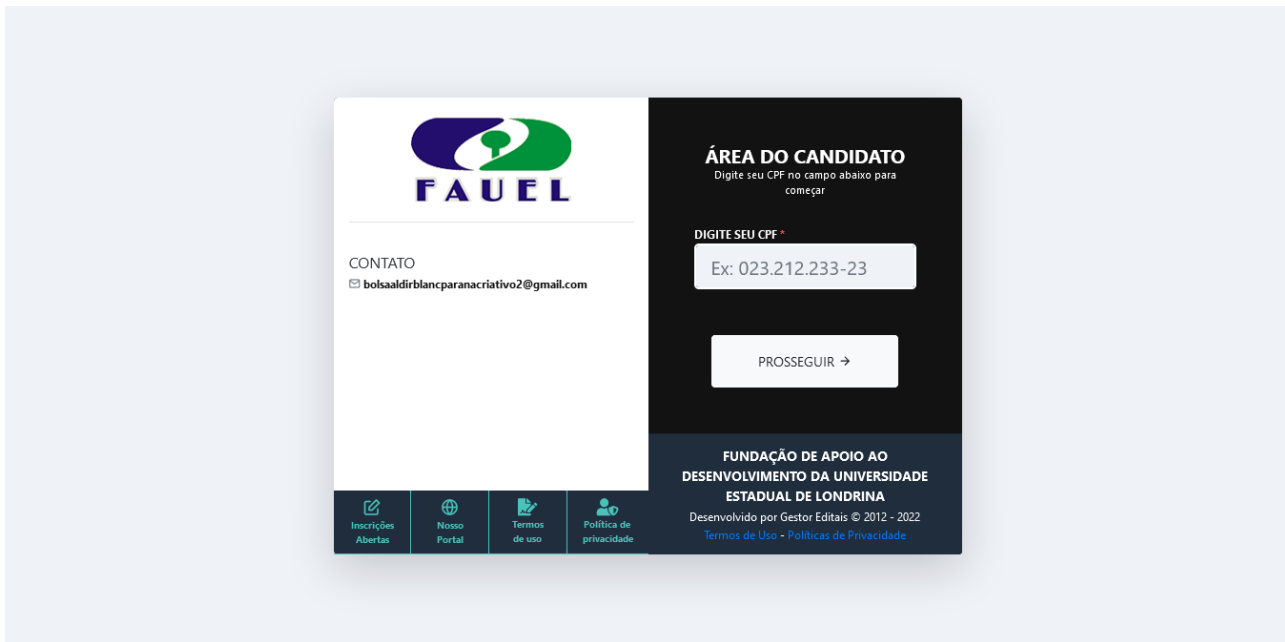 FAUEL
CONTATO
bolsaaldirblancparanacriativo2@gmail.com
Inscrições
Abertas
Nosso
Portal
Termos
de uso
Política de
privacidade
ÁREA DO CANDIDATO
Digite seu CPF no campo abaixo para
começar
DIGITE SEU CPF *
Ex: 023.212.233-23
PROSSEGUIR →
FUNDAÇÃO DE APOIO AO
DESENVOLVIMENTO DA UNIVERSIDADE
ESTADUAL DE LONDRINA
Desenvolvido por Gestor Editais © 2012 - 2022
Termos de Uso - Políticas de Privacidade